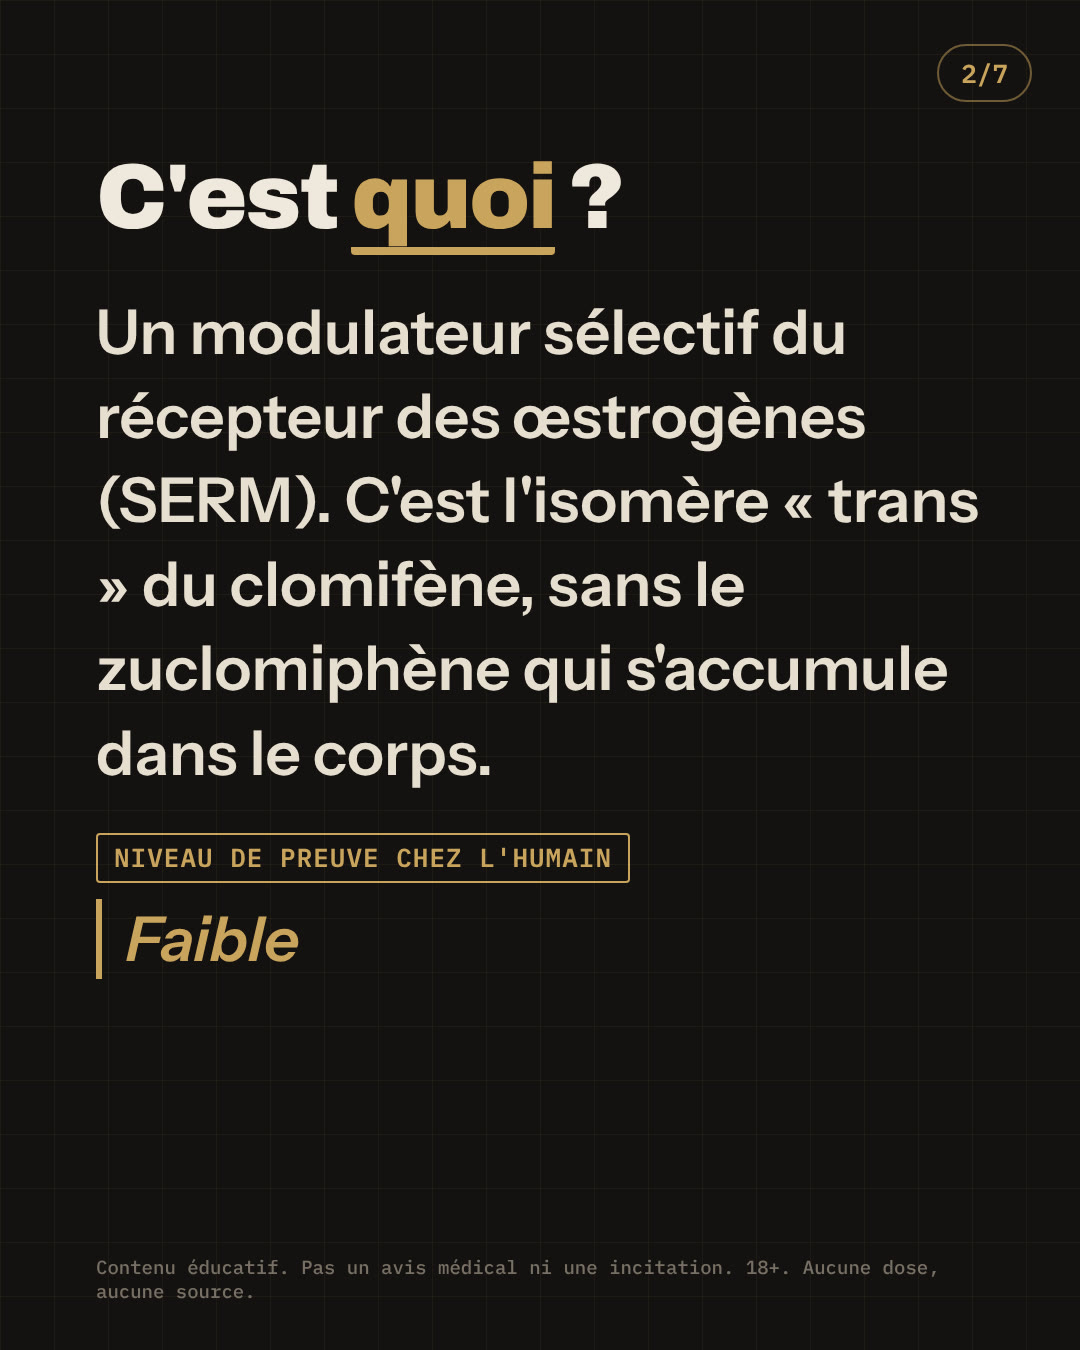 2/7
C'est quoi ?
Un modulateur sélectif du
récepteur des œstrogènes
(SERM). C'est l'isomère « trans
» du clomifène, sans le
zuclomiphène qui s'accumule
dans le corps.
NIVEAU DE PREUVE CHEZ L'HUMAIN
Faible
Contenu éducatif. Pas un avis médical ni une incitation. 18+. Aucune dose,
aucune source.